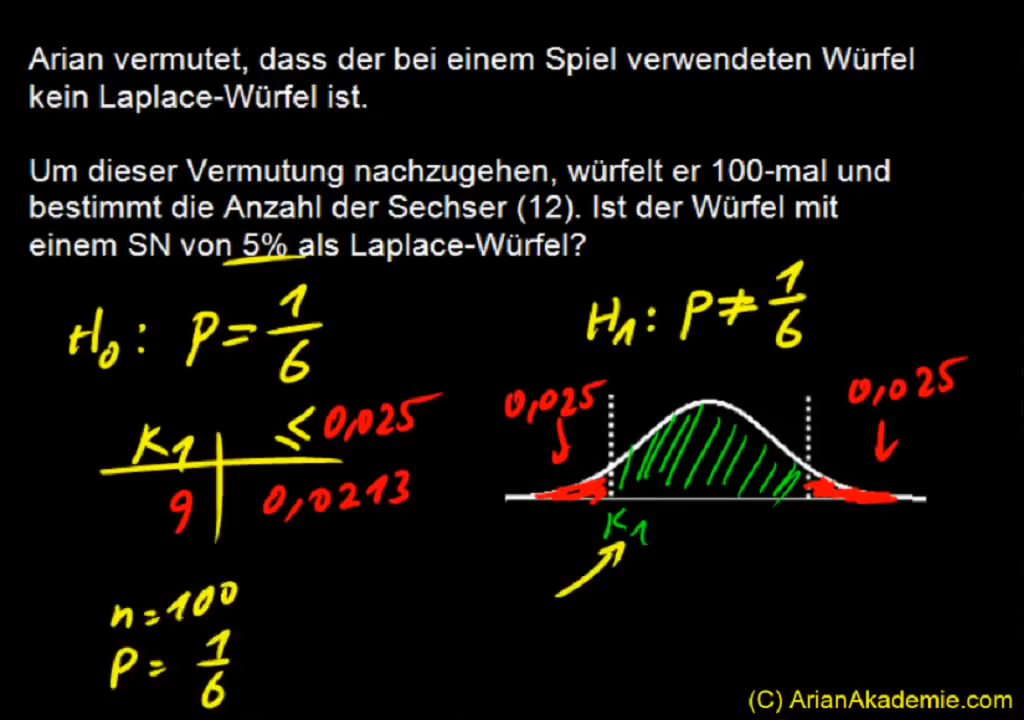 Arian vermutet, dass der bei einem Spiel verwendeten Würfel
kein Laplace-Würfel ist.
Um dieser Vermutung nachzugehen, würfelt er 100-mal und
bestimmt die Anzahl der Sechser (12). Ist der Würfel mit
einem SN von 5% als Laplace-Würfel?
H₀: P = 1/6
H₁: P ≠ 1/6
K1 ≤ 0,025
9 0,0213
0,025
0,025
K1
n = 100
P = 1/6
(C) ArianAkademie.com